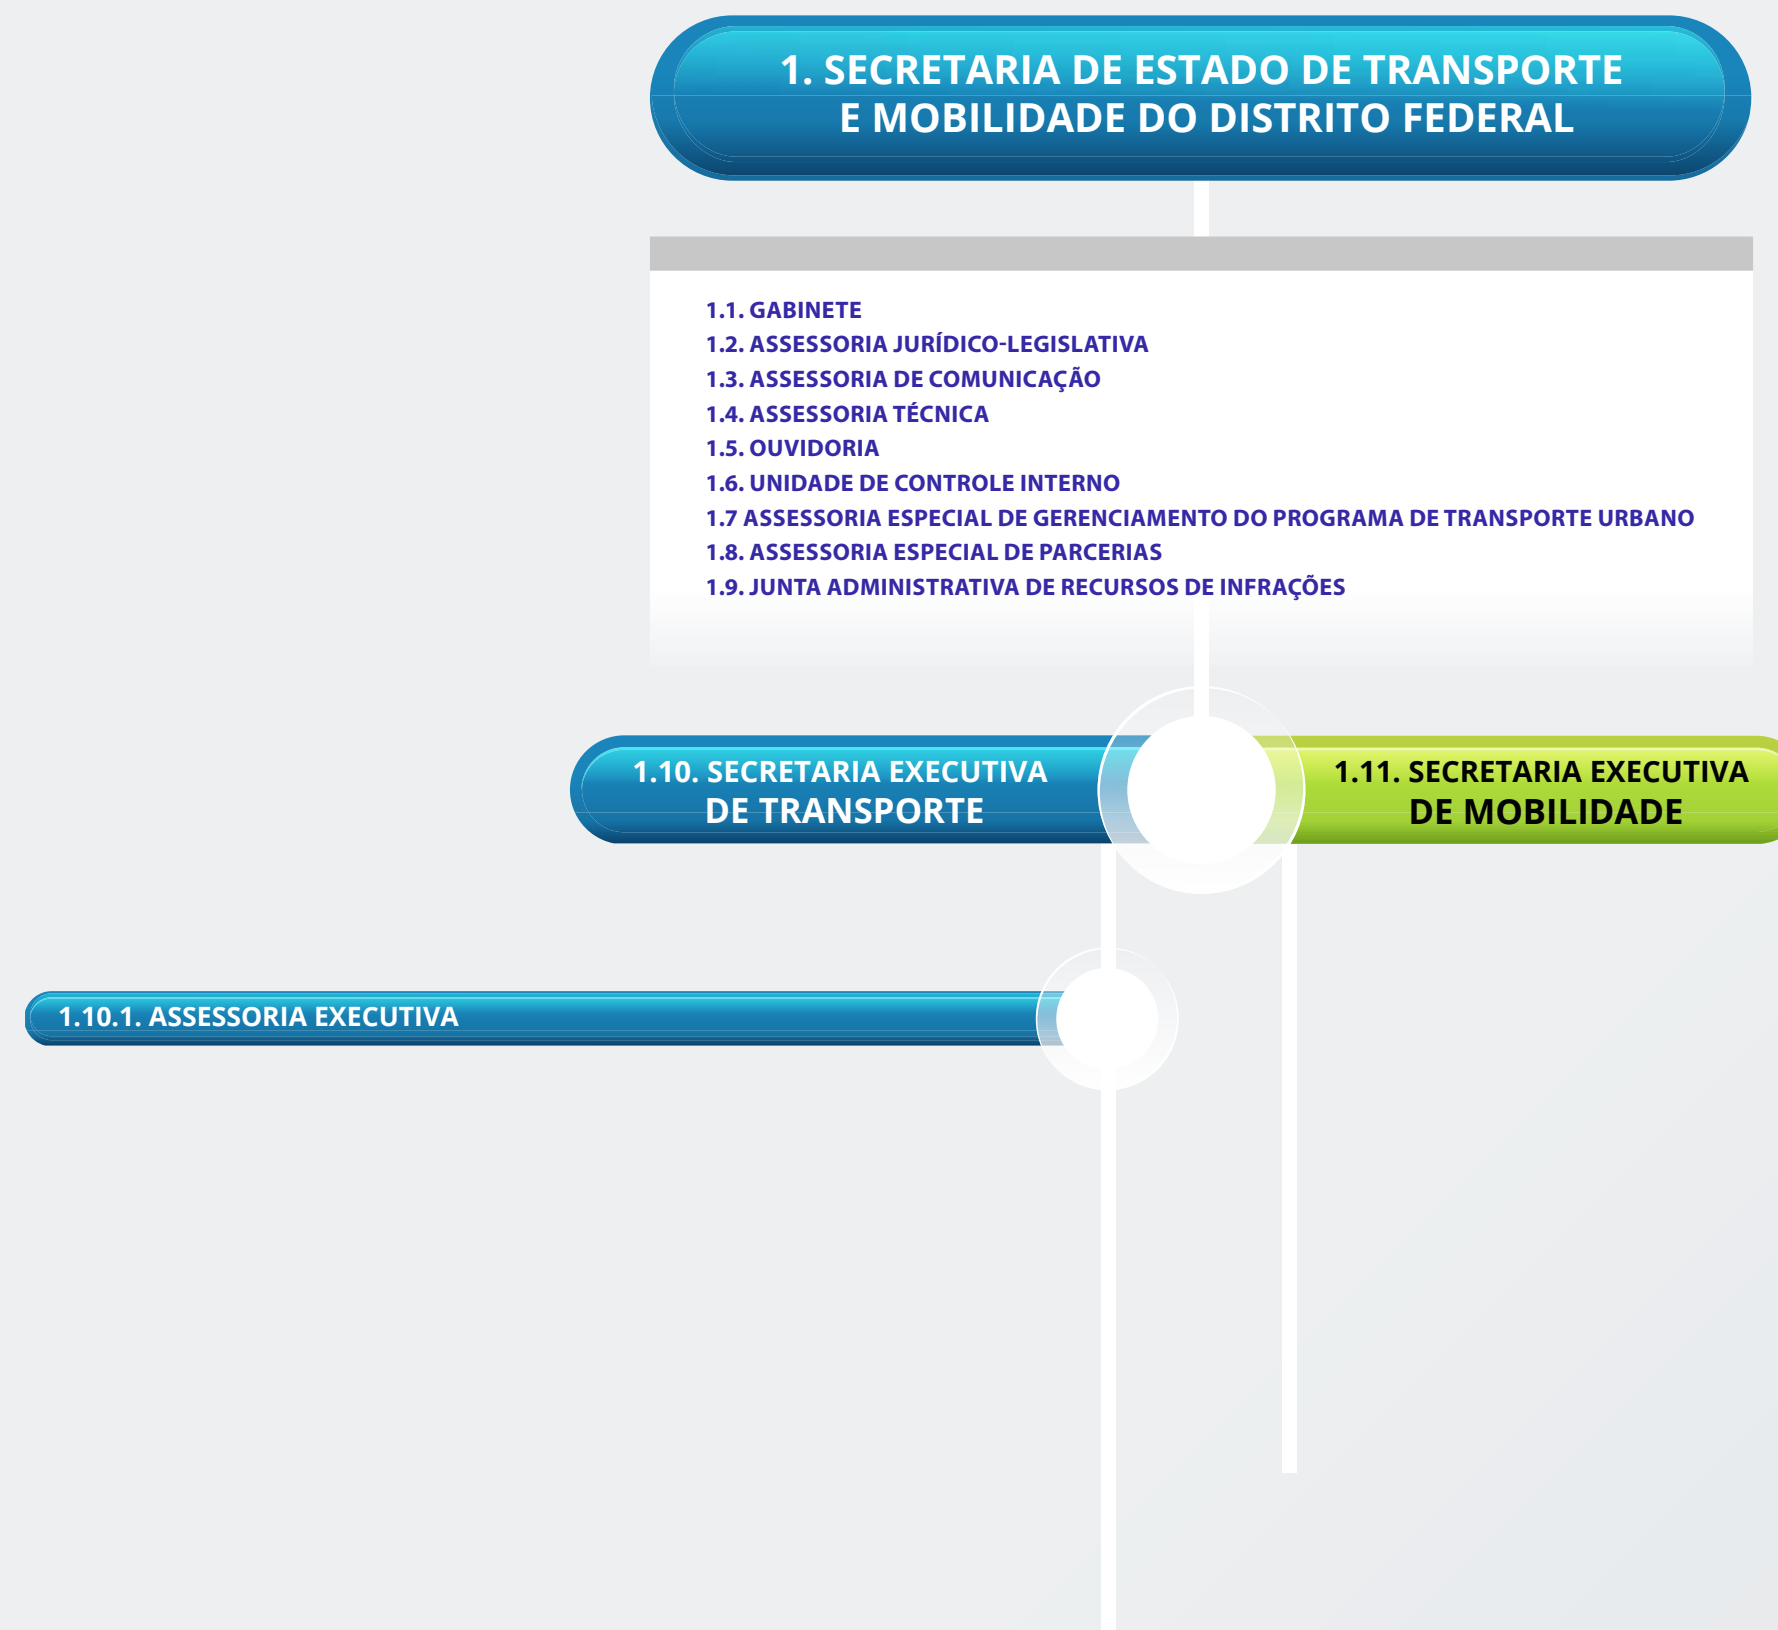 1. SECRETARIA DE ESTADO DE TRANSPORTE
E MOBILIDADE DO DISTRITO FEDERAL
1.1. GABINETE
1.2. ASSESSORIA JURÍDICO-LEGISLATIVA
1.3. ASSESSORIA DE COMUNICAÇÃO
1.4. ASSESSORIA TÉCNICA
1.5. OUVIDORIA
1.6. UNIDADE DE CONTROLE INTERNO
1.7 ASSESSORIA ESPECIAL DE GERENCIAMENTO DO PROGRAMA DE TRANSPORTE URBANO
1.8. ASSESSORIA ESPECIAL DE PARCERIAS
1.9. JUNTA ADMINISTRATIVA DE RECURSOS DE INFRAÇÕES
1.10. SECRETARIA EXECUTIVA
DE TRANSPORTE
1.11. SECRETARIA EXECUTIVA
DE MOBILIDADE
1.10.1. ASSESSORIA EXECUTIVA